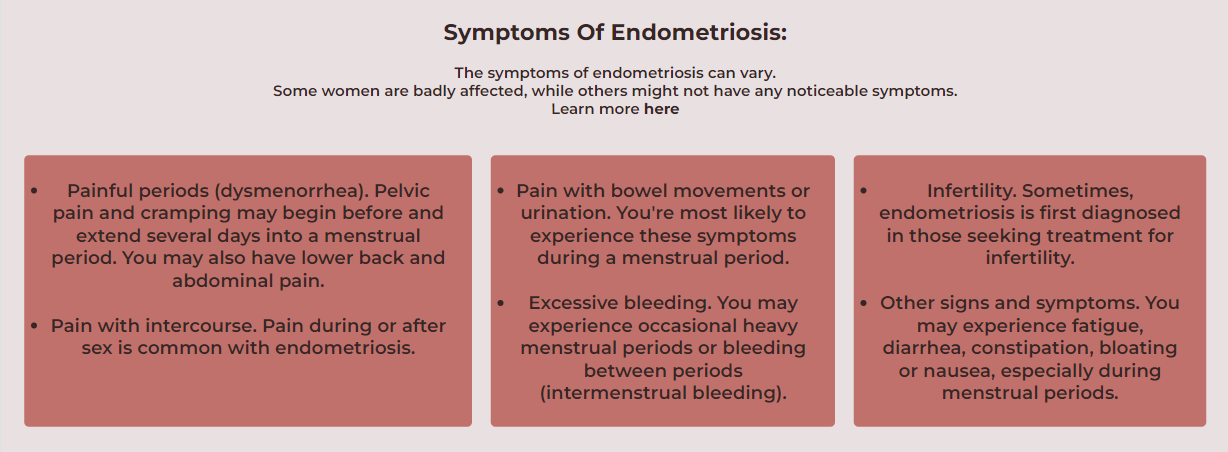 Symptoms Of Endometriosis:
The symptoms of endometriosis can vary.
Some women are badly affected, while others might not have any noticeable symptoms.
Learn more here
• Painful periods (dysmenorrhea). Pelvic
pain and cramping may begin before and
extend several days into a menstrual
period. You may also have lower back and
abdominal pain.
• Pain with intercourse. Pain during or after
sex is common with endometriosis.
• Pain with bowel movements or
urination. You're most likely to
experience these symptoms
during a menstrual period.
• Excessive bleeding. You may
experience occasional heavy
menstrual periods or bleeding
between periods
(intermenstrual bleeding).
• Infertility. Sometimes,
endometriosis is first diagnosed
in those seeking treatment for
infertility.
• Other signs and symptoms. You
may experience fatigue,
diarrhea, constipation, bloating
or nausea, especially during
menstrual periods.